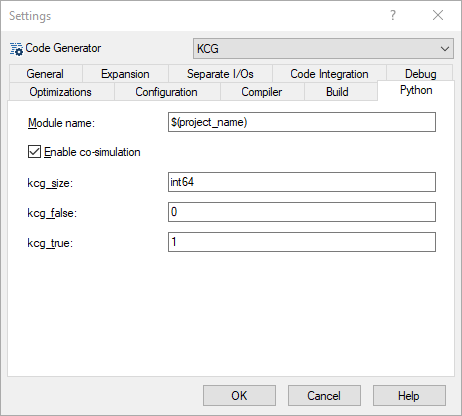 Settings
?
Code Generator KCG
General Expansion Separate I/Os Code Integration Debug
Optimizations Configuration Compiler Build Python
Module name: $(project_name)
Enable co-simulation
kcg_size: int64
kcg_false: 0
kcg_true: 1
OK Cancel Help